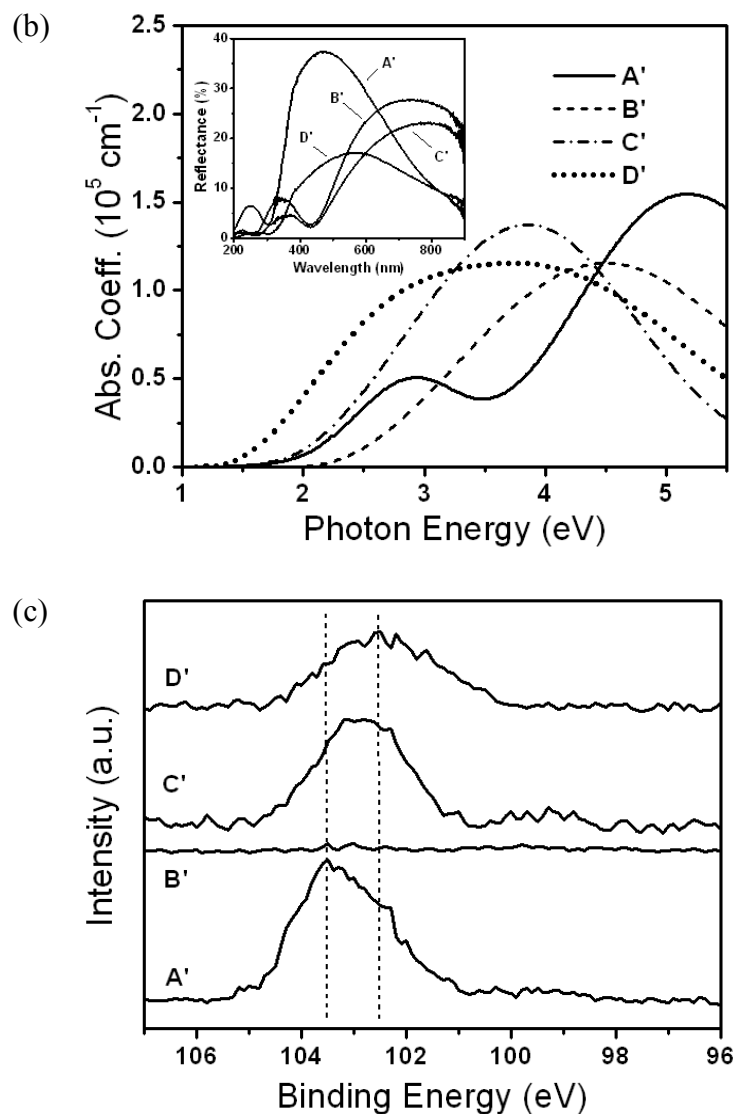 (b)
2.5
2.0
1.5
1.0
0.5
0.0
Abs. Coeff. (10⁵ cm⁻¹)
1 2 3 4 5
Photon Energy (eV)
A'
B'
C'
D'
40
30
20
10
0
Reflectance (%)
200 400 600 800
Wavelength (nm)
A'
B'
C'
D'
(c)
Intensity (a.u.)
D'
C'
B'
A'
106 104 102 100 98 96
Binding Energy (eV)